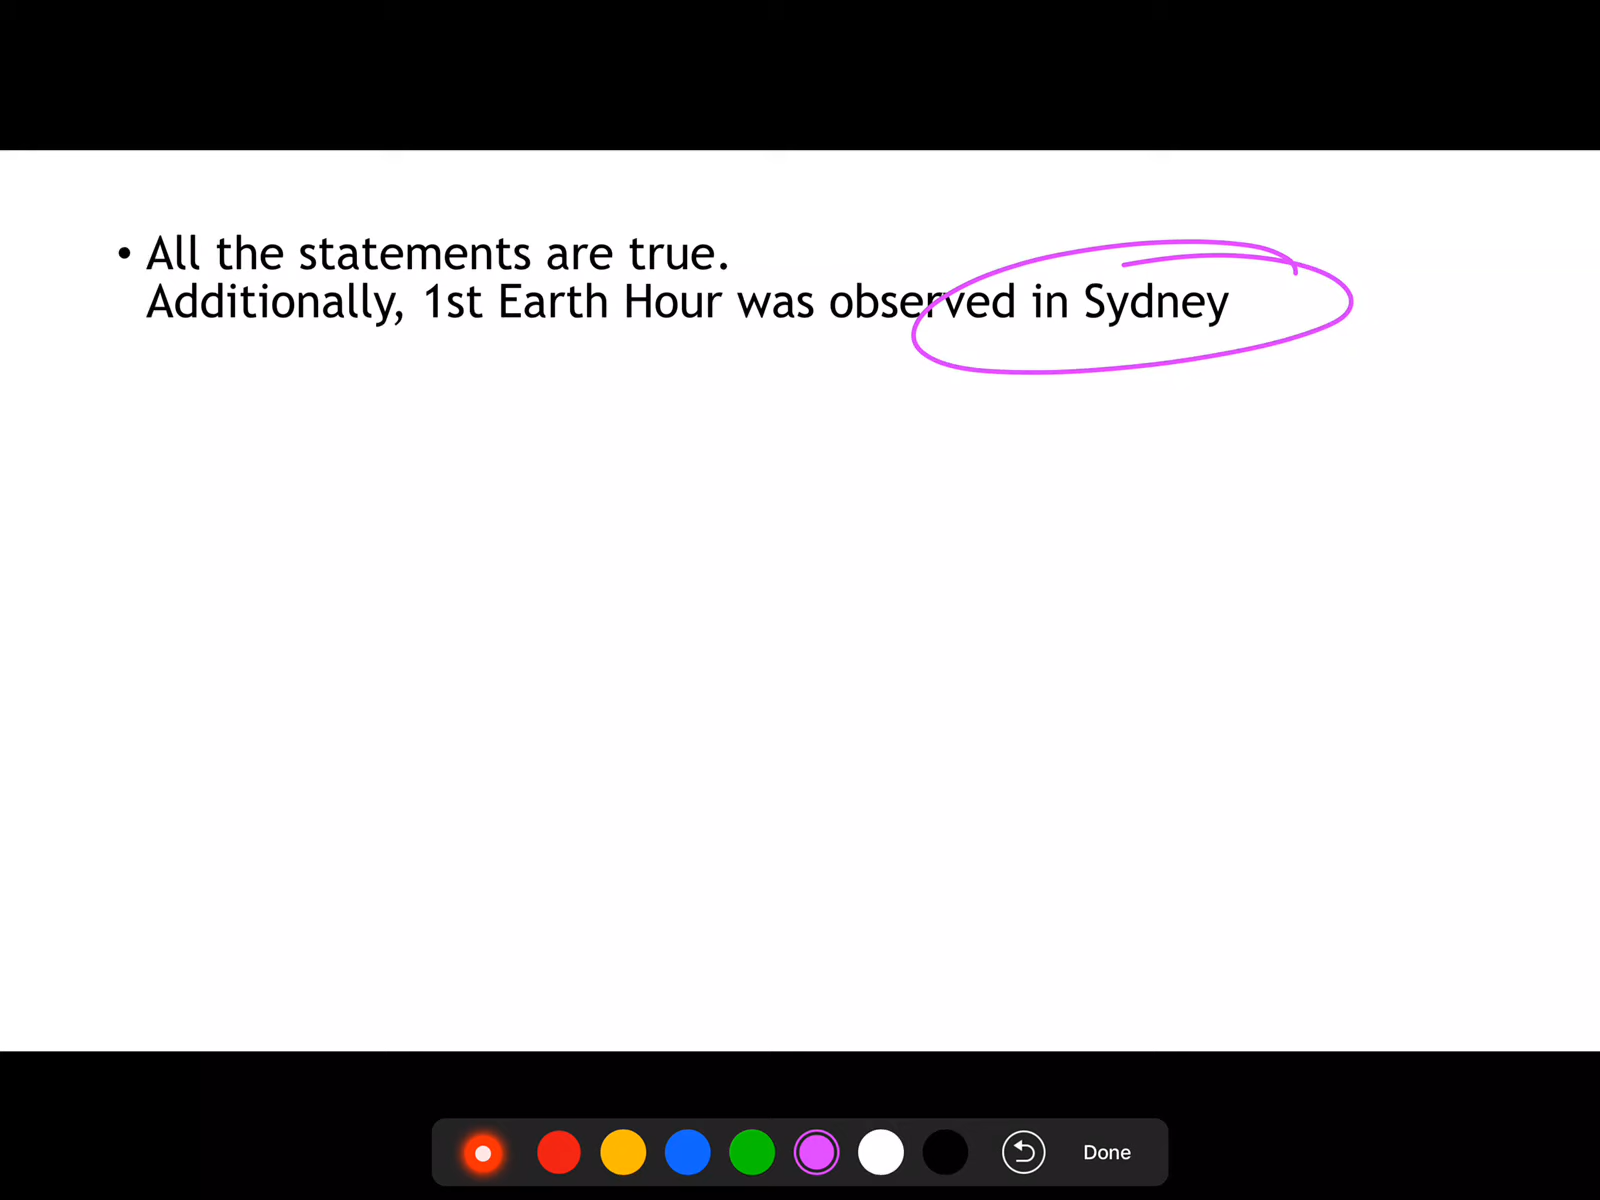 • All the statements are true.
Additionally, 1st Earth Hour was observed in Sydney
Done